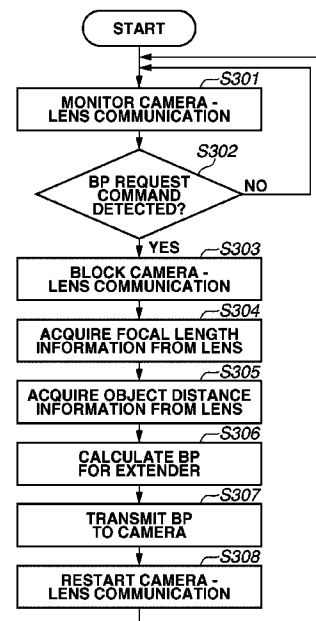 START
S301
MONITOR CAMERA -
LENS COMMUNICATION
S302
BP REQUEST
COMMAND
DETECTED?
NO
YES
S303
BLOCK CAMERA -
LENS COMMUNICATION
S304
ACQUIRE FOCAL LENGTH
INFORMATION FROM LENS
S305
ACQUIRE OBJECT DISTANCE
INFORMATION FROM LENS
S306
CALCULATE BP
FOR EXTENDER
S307
TRANSMIT BP
TO CAMERA
S308
RESTART CAMERA -
LENS COMMUNICATION